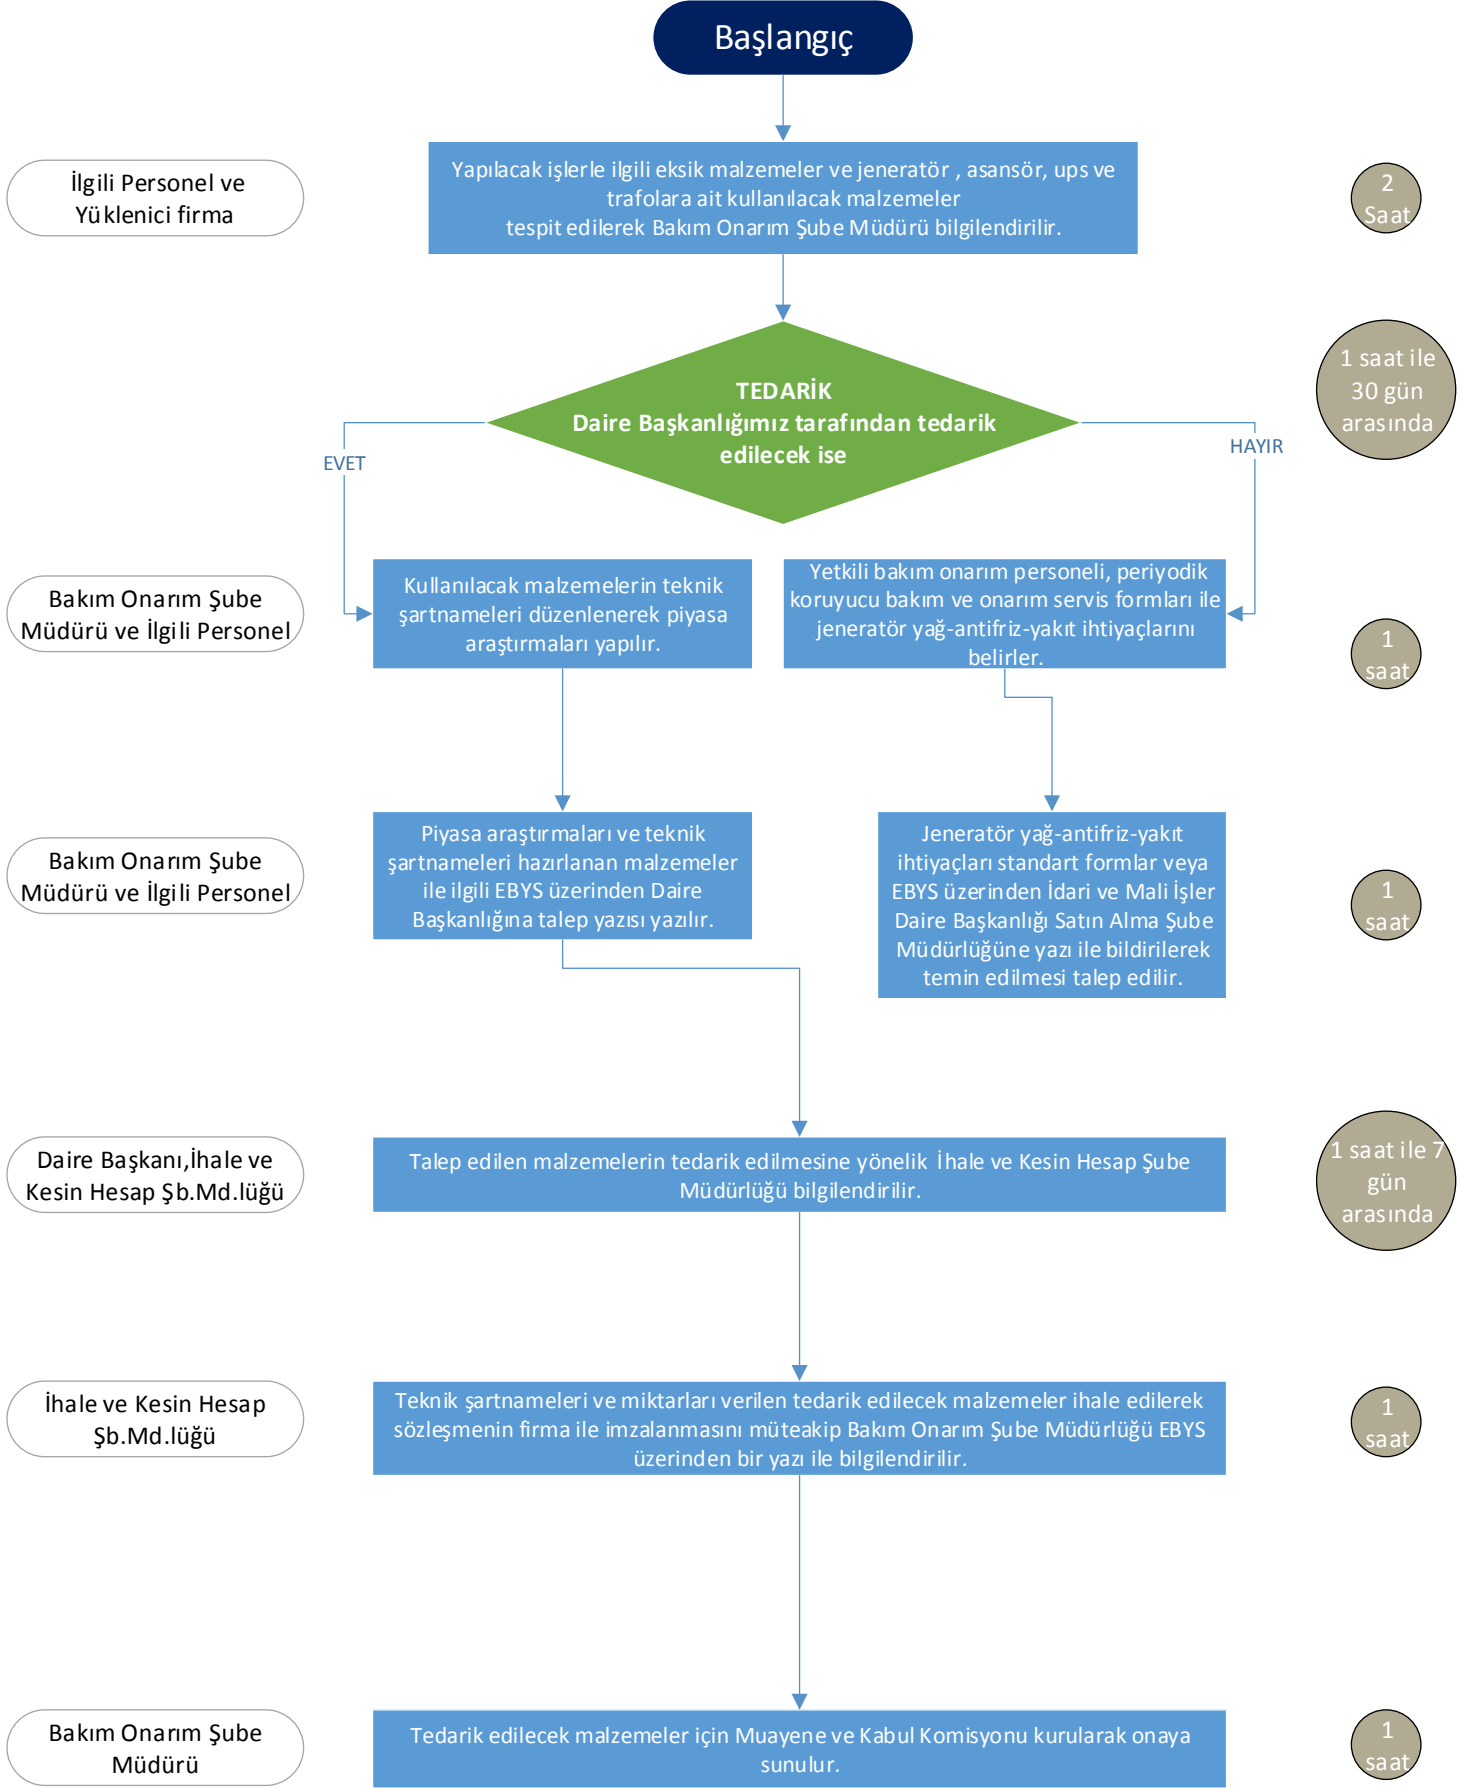 Başlangıç
İlgili Personel ve
Yüklenici firma
Yapılacak işlerle ilgili eksik malzemeler ve jeneratör , asansör, ups ve
trafolara ait kullanılacak malzemeler
tespit edilerek Bakım Onarım Şube Müdürü bilgilendirilir.
2
Saat
TEDARİK
Daire Başkanlığımız tarafından tedarik
edilecek ise
1 saat ile
30 gün
arasında
EVET
HAYIR
Bakım Onarım Şube
Müdürü ve İlgili Personel
Kullanılacak malzemelerin teknik
şartnameleri düzenlenerek piyasa
araştırmaları yapılır.
Yetkili bakım onarım personeli, periyodik
koruyucu bakım ve onarım servis formları ile
jeneratör yağ-antifriz-yakıt ihtiyaçlarını
belirler.
1
saat
Bakım Onarım Şube
Müdürü ve İlgili Personel
Piyasa araştırmaları ve teknik
şartnameleri hazırlanan malzemeler
ile ilgili EBYS üzerinden Daire
Başkanlığına talep yazısı yazılır.
Jeneratör yağ-antifriz-yakıt
ihtiyaçları standart formlar veya
EBYS üzerinden İdari ve Mali İşler
Daire Başkanlığı Satın Alma Şube
Müdürlüğüne yazı ile bildirilerek
temin edilmesi talep edilir.
1
saat
Daire Başkanı,İhale ve
Kesin Hesap Şb.Md.lüğü
Talep edilen malzemelerin tedarik edilmesine yönelik İhale ve Kesin Hesap Şube
Müdürlüğü bilgilendirilir.
1 saat ile 7
gün
arasında
İhale ve Kesin Hesap
Şb.Md.lüğü
Teknik şartnameleri ve miktarları verilen tedarik edilecek malzemeler ihale edilerek
sözleşmenin firma ile imzalanmasını müteakip Bakım Onarım Şube Müdürlüğü EBYS
üzerinden bir yazı ile bilgilendirilir.
1
saat
Bakım Onarım Şube
Müdürü
Tedarik edilecek malzemeler için Muayene ve Kabul Komisyonu kurularak onaya
sunulur.
1
saat